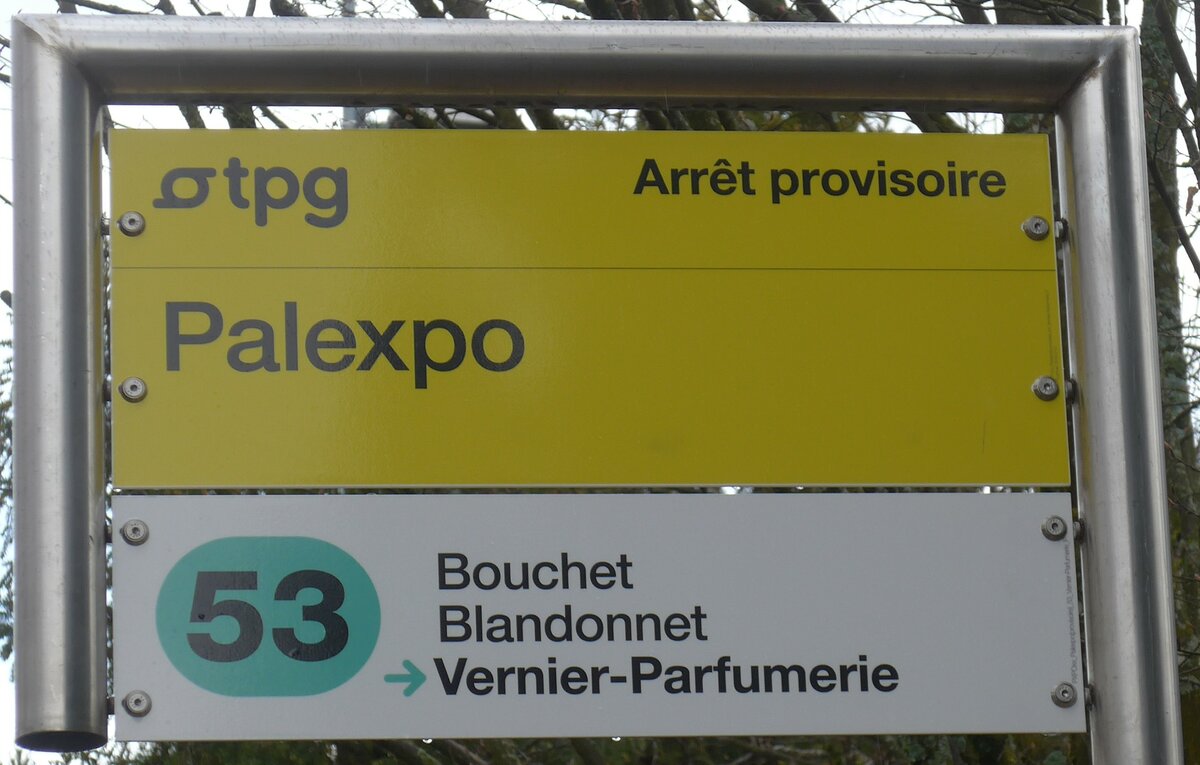 tpg
Arrêt provisoire
Palexpo
53
Bouchet
Blandonnet
→ Vernier-Parfumerie